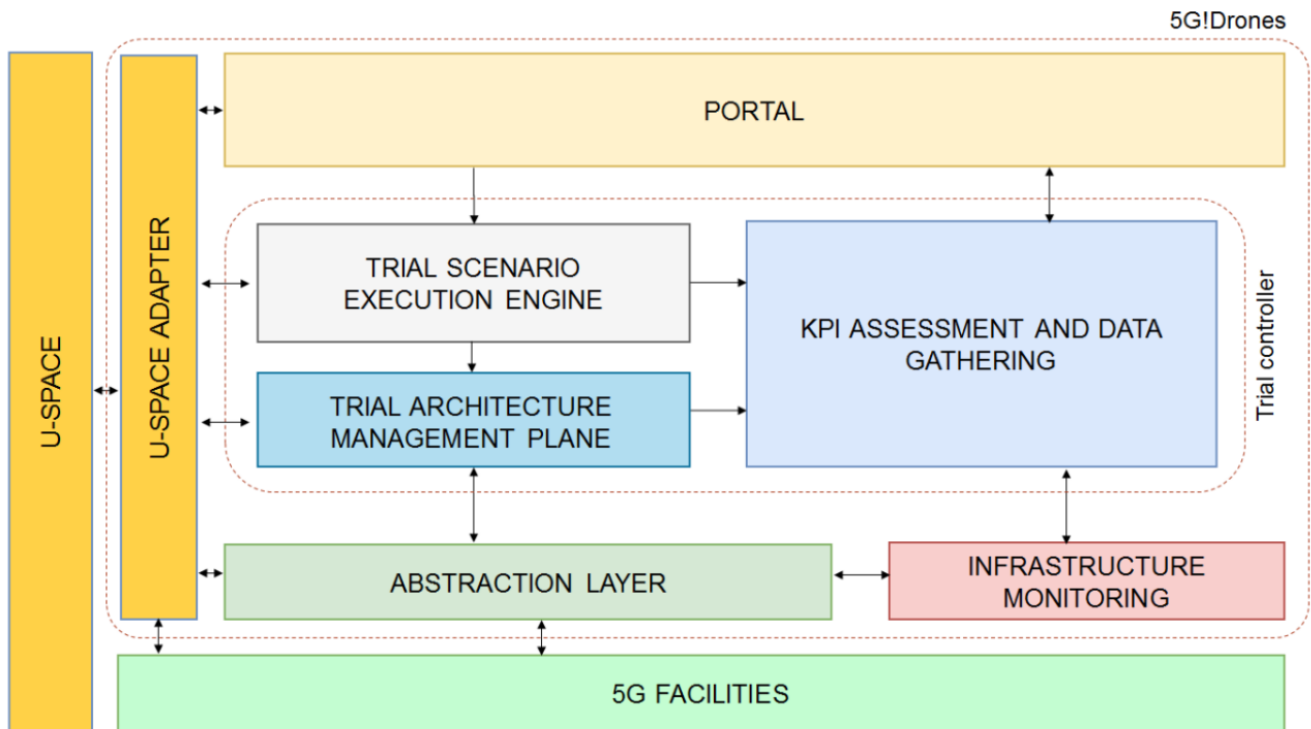 5G!Drones
PORTAL
U-SPACE
U-SPACE ADAPTER
TRIAL SCENARIO
EXECUTION ENGINE
KPI ASSESSMENT AND DATA
GATHERING
Trial controller
TRIAL ARCHITECTURE
MANAGEMENT PLANE
ABSTRACTION LAYER
INFRASTRUCTURE
MONITORING
5G FACILITIES